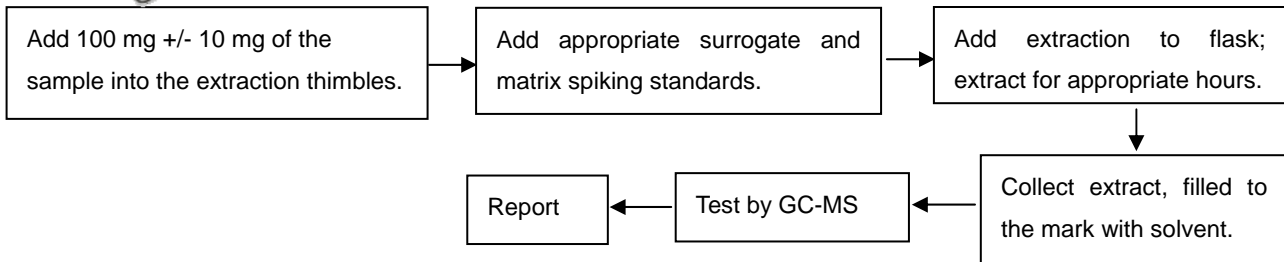 Add 100 mg +/- 10 mg of the
sample into the extraction thimbles.
Add appropriate surrogate and
matrix spiking standards.
Add extraction to flask;
extract for appropriate hours.
Collect extract, filled to
the mark with solvent.
Test by GC-MS
Report